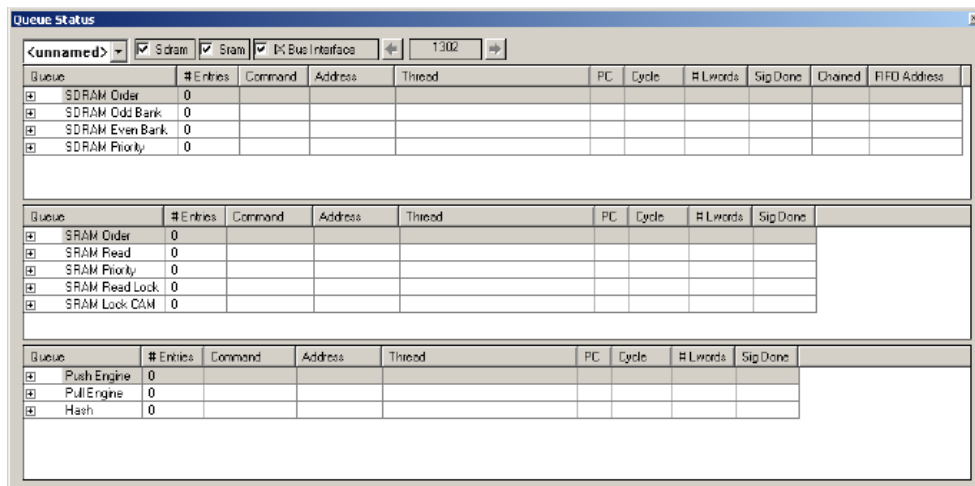 Queue Status
<unnamed> Sdram Sram IX Bus Interface 1302
Queue # Entries Command Address Thread PC Cycle # Lwords Sig Done Chained FIFO Address
SDRAM Order 0
SDRAM Odd Bank 0
SDRAM Even Bank 0
SDRAM Priority 0
Queue # Entries Command Address Thread PC Cycle # Lwords Sig Done
SRAM Order 0
SRAM Read 0
SRAM Priority 0
SRAM Read Lock 0
SRAM Lock CAM 0
Queue # Entries Command Address Thread PC Cycle # Lwords Sig Done
Push Engine 0
Pull Engine 0
Hash 0